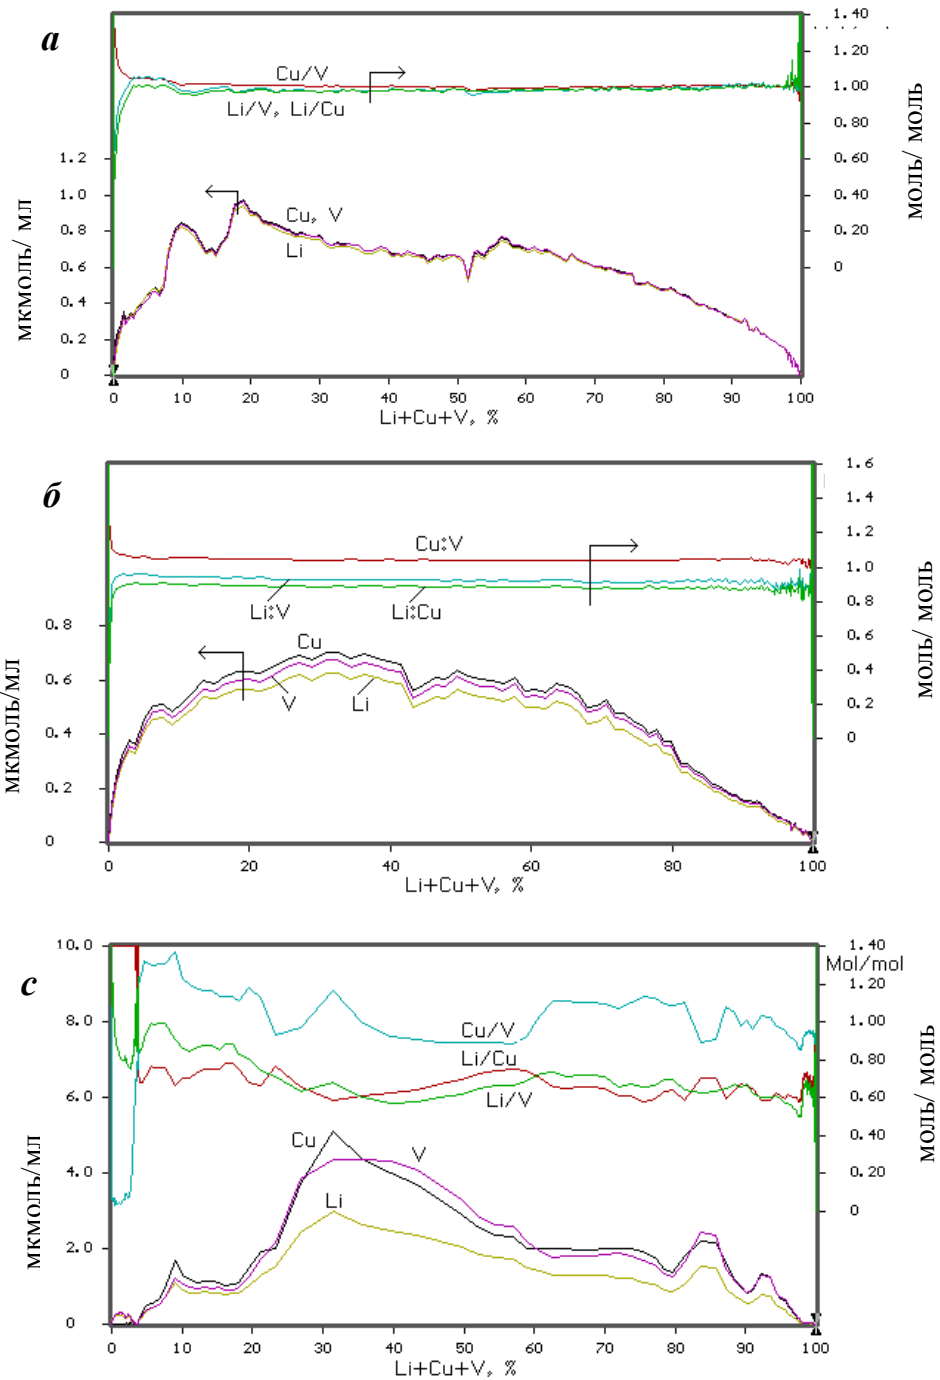 а
1.40
1.20
Cu/V
1.00
Li/V, Li/Cu
0.80
1.2
0.60
1.0
0.40
Cu, V
0.8
0.20
Li
0.6
0
0.4
0.2
0
мкмоль/ мл
моль/ моль
0 10 20 30 40 50 60 70 80 90 100
Li+Cu+V, %
б
1.6
1.4
Cu:V
1.2
1.0
Li:V Li:Cu
0.8
0.8
Cu
0.6
0.6
0.4
V Li
0.2
0.4
0
0.2
0
мкмоль/мл
моль/ моль
0 20 40 60 80 100
Li+Cu+V, %
с
10.0
1.40
Mol/mol
1.20
8.0
Cu/V
1.00
Li/Cu
0.80
6.0
Li/V
0.60
Cu V
0.40
4.0
0.20
Li
0
2.0
0
мкмоль/мл
моль/ моль
0 10 20 30 40 50 60 70 80 90 100
Li+Cu+V, %